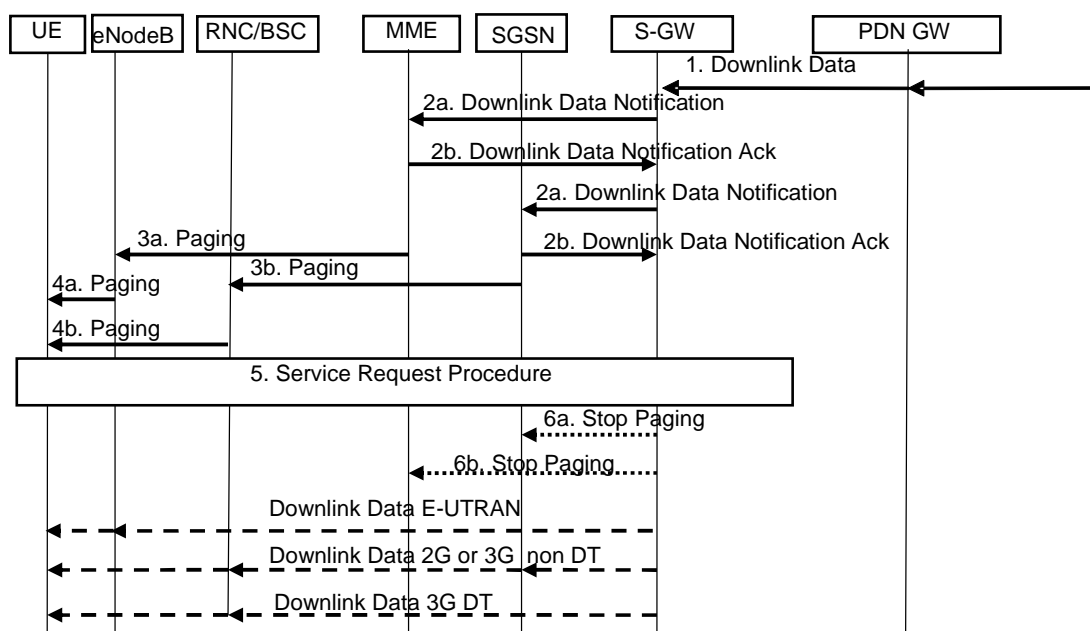 UE eNodeB RNC/BSC MME SGSN S-GW PDN GW
1. Downlink Data
2a. Downlink Data Notification
2b. Downlink Data Notification Ack
2a. Downlink Data Notification
3a. Paging 2b. Downlink Data Notification Ack
3b. Paging
4a. Paging
4b. Paging
5. Service Request Procedure
6a. Stop Paging
6b. Stop Paging
Downlink Data E-UTRAN
Downlink Data 2G or 3G non DT
Downlink Data 3G DT